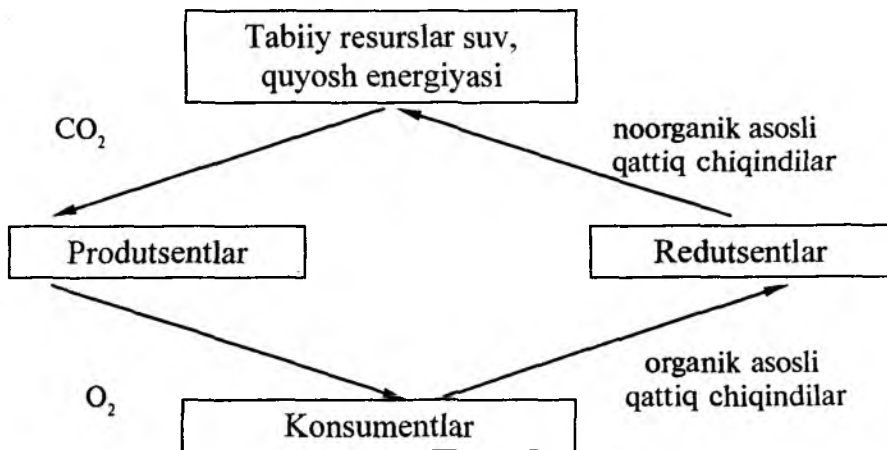 Tabiiy resurslar suv,
quyosh energiyasi
CO₂
noorganik asosli
qattiq chiqindilar
Produtsentlar
Redutsentlar
O₂
organik asosli
qattiq chiqindilar
Konsumentlar